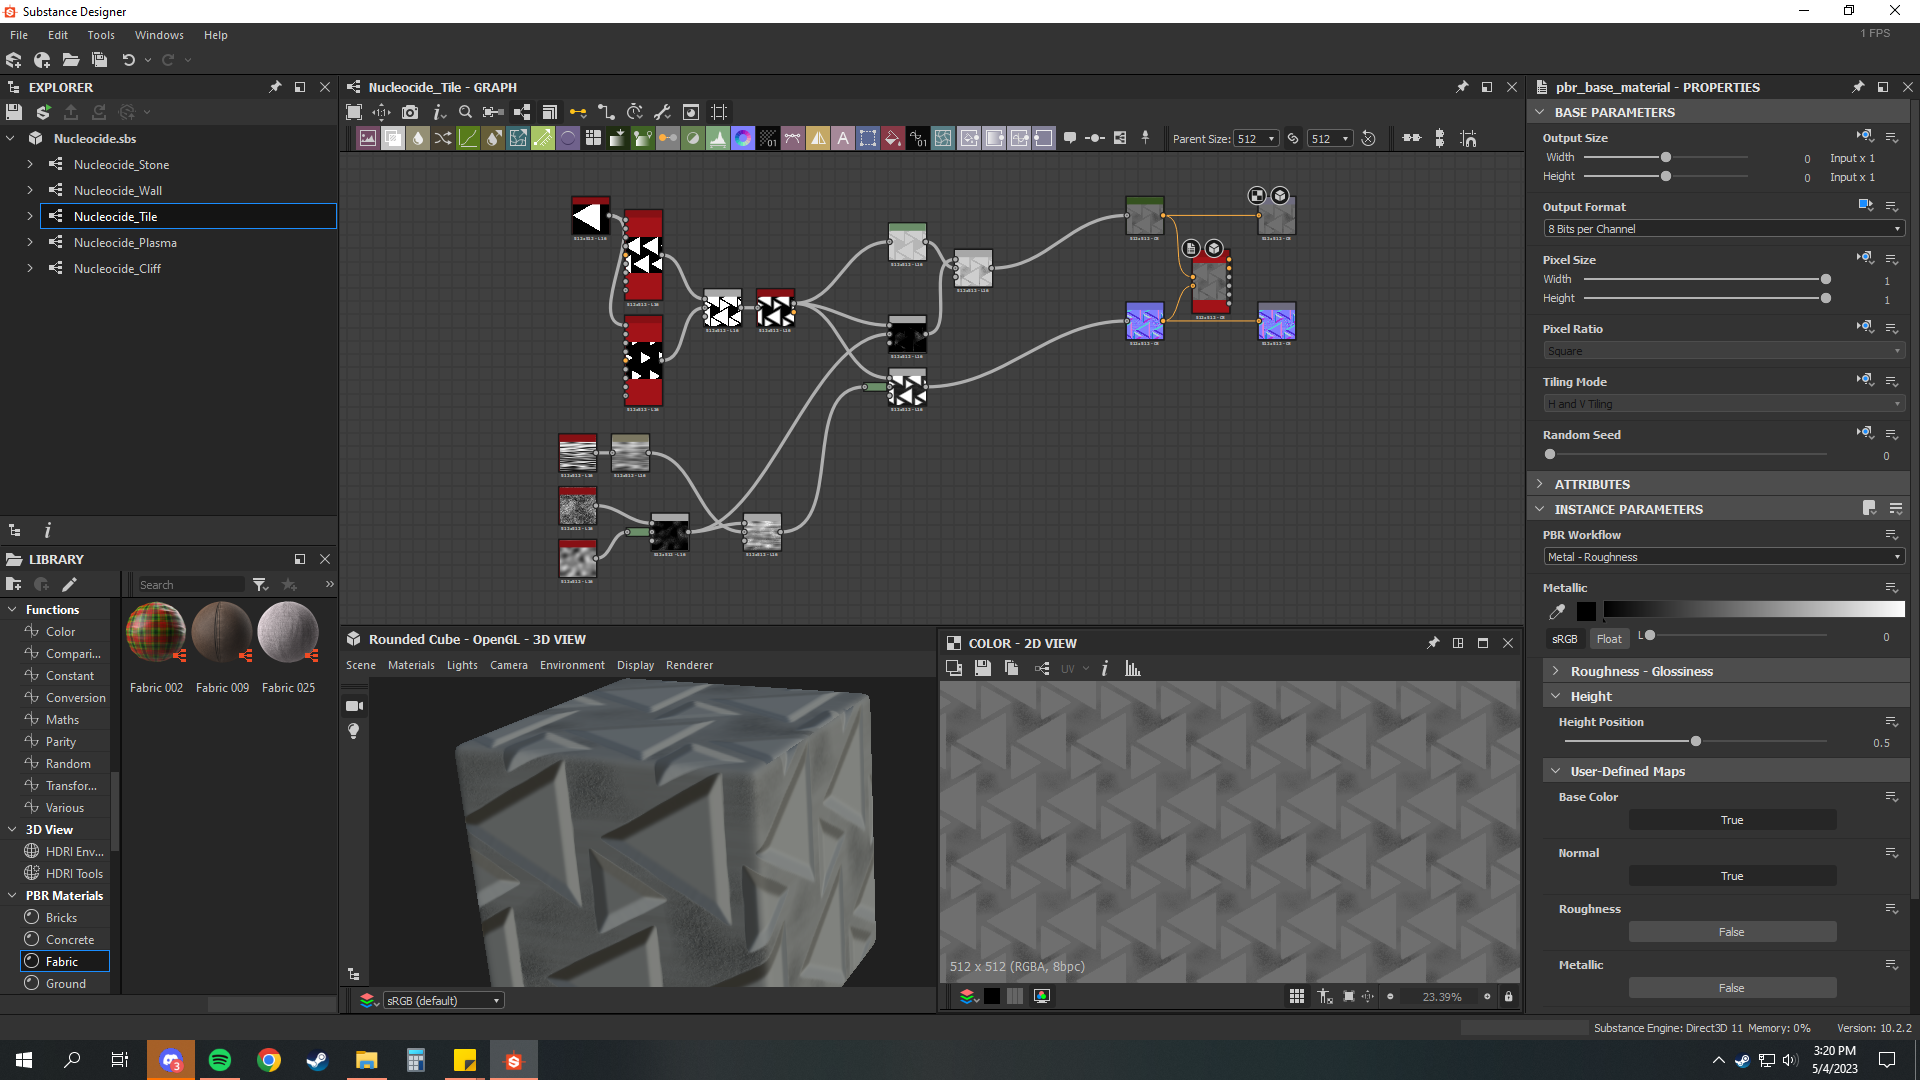 Substance Designer
File Edit Tools Windows Help
1 FPS
EXPLORER
Nucleocide.sbs
Nucleocide_Stone
Nucleocide_Wall
Nucleocide_Tile
Nucleocide_Plasma
Nucleocide_Cliff
LIBRARY
Search
Functions
Color
Compari...
Constant
Conversion
Maths
Parity
Random
Transfor...
Various
3D View
HDRI Env...
HDRI Tools
PBR Materials
Bricks
Concrete
Fabric
Ground
Fabric 002 Fabric 009 Fabric 025
Nucleocide_Tile - GRAPH
Parent Size: 512 512
Rounded Cube - OpenGL - 3D VIEW
Scene Materials Lights Camera Environment Display Renderer
sRGB (default)
COLOR - 2D VIEW
UV
512 x 512 (RGBA, 8bpc)
23.39%
pbr_base_material - PROPERTIES
BASE PARAMETERS
Output Size
Width 0 Input x 1
Height 0 Input x 1
Output Format
8 Bits per Channel
Pixel Size
Width 1
Height 1
Pixel Ratio
Square
Tiling Mode
H and V Tiling
Random Seed
0
ATTRIBUTES
INSTANCE PARAMETERS
PBR Workflow
Metal - Roughness
Metallic
sRGB Float L 0
Roughness - Glossiness
Height
Height Position
0.5
User-Defined Maps
Base Color
True
Normal
True
Roughness
False
Metallic
False
Substance Engine: Direct3D 11 Memory: 0% Version: 10.2.2
3
3:20 PM
5/4/2023